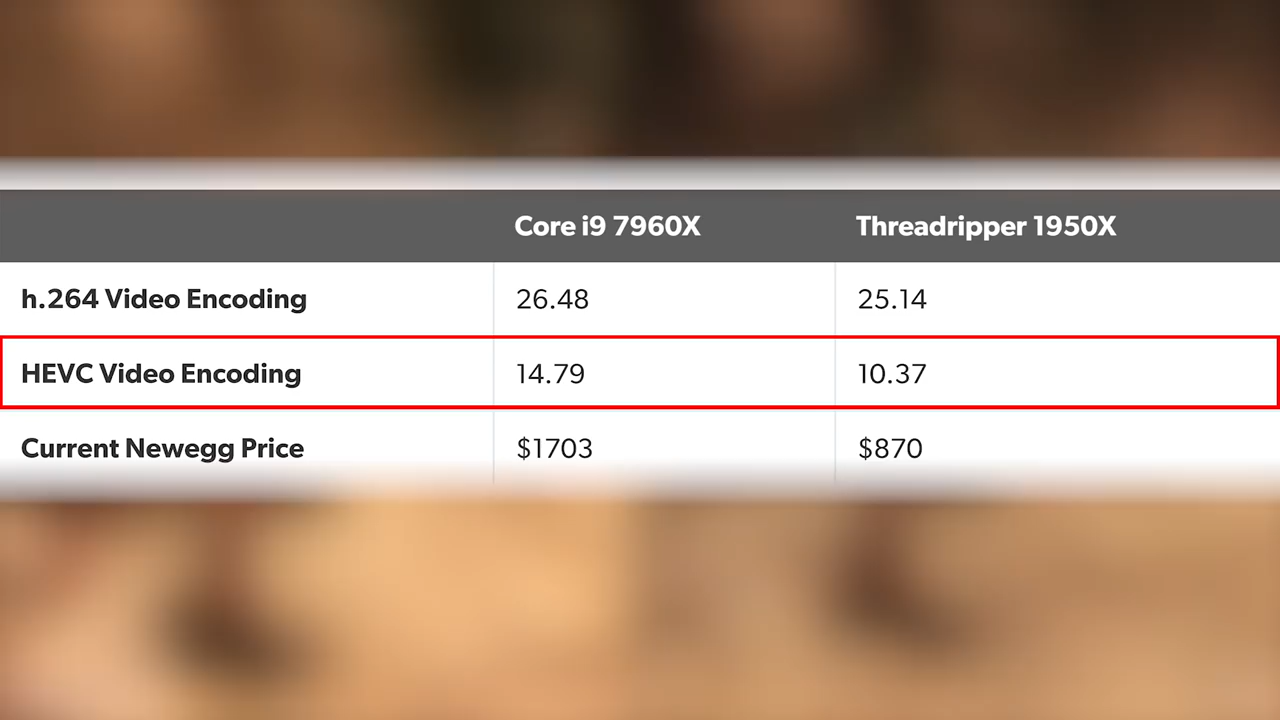 Core i9 7960X Threadripper 1950X
h.264 Video Encoding 26.48 25.14
HEVC Video Encoding 14.79 10.37
Current Newegg Price $1703 $870